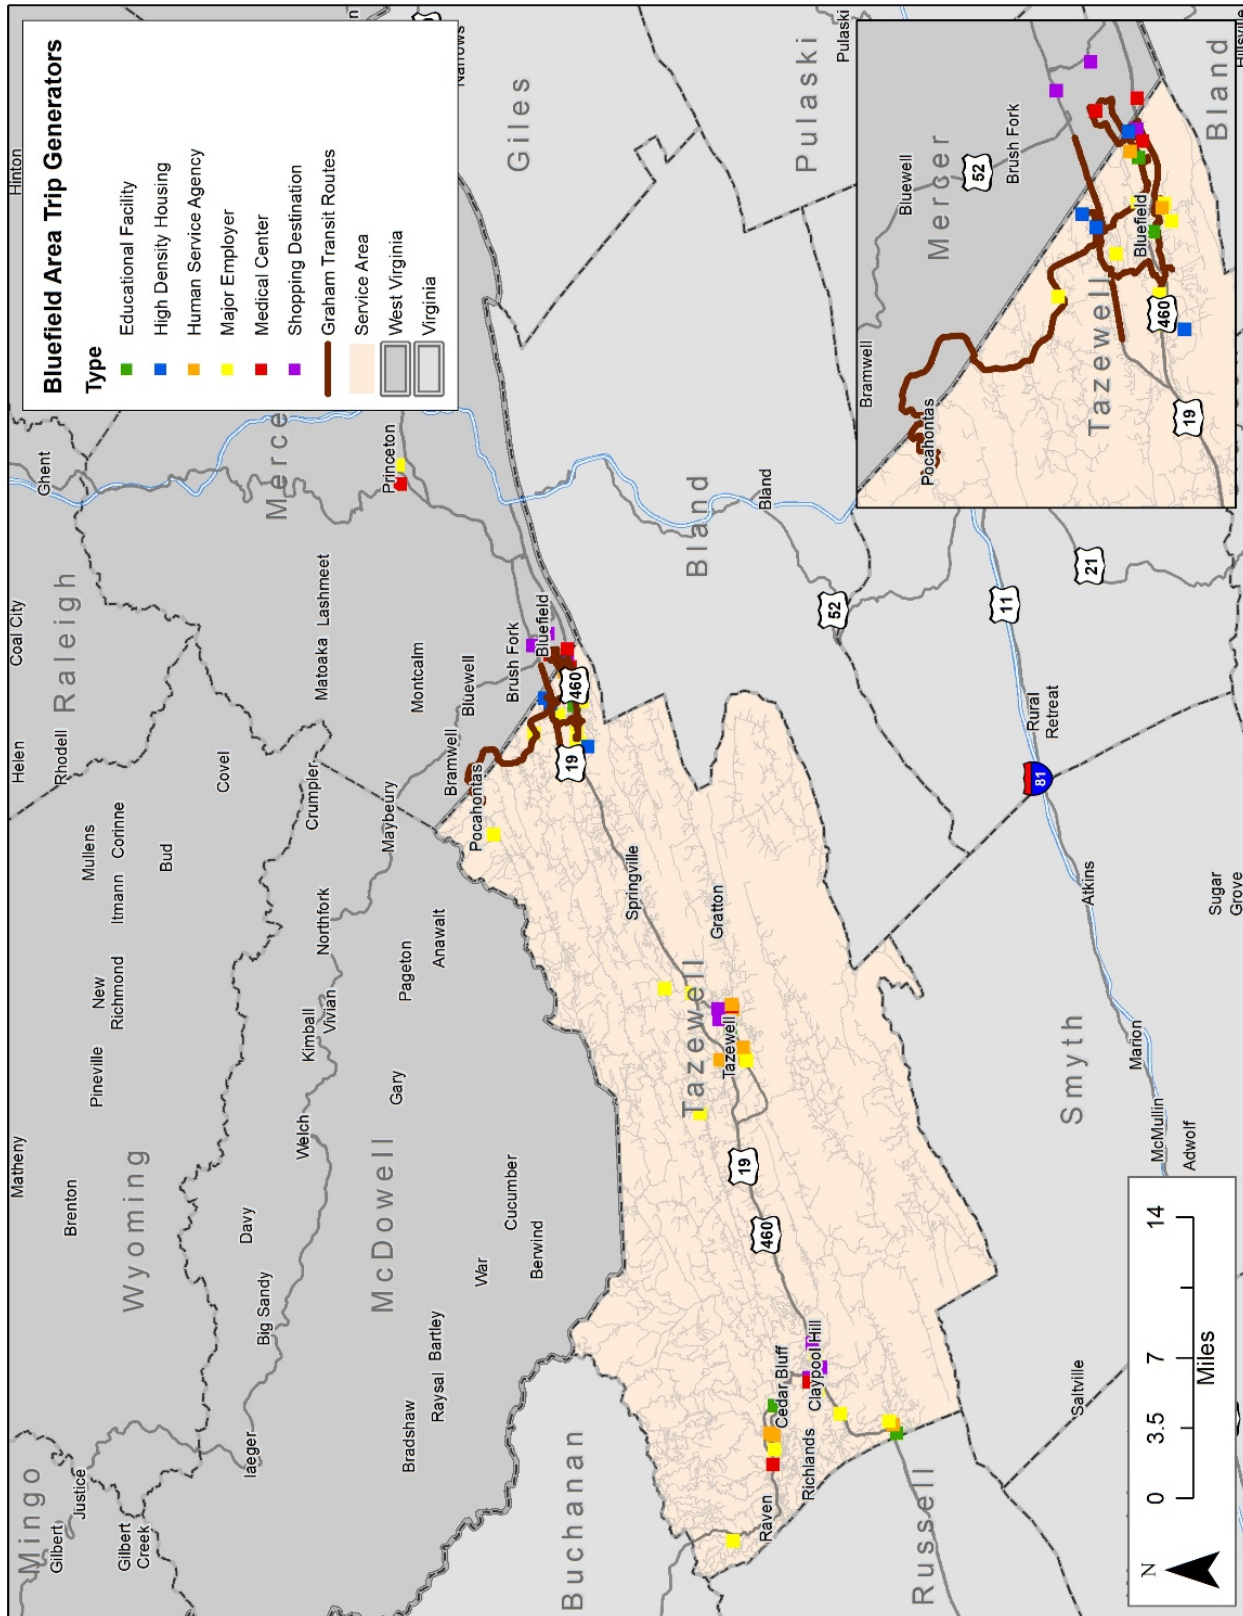 Bluefield Area Trip Generators
Type
Educational Facility
High Density Housing
Human Service Agency
Major Employer
Medical Center
Shopping Destination
Graham Transit Routes
Service Area
West Virginia
Virginia
Mingo
Gilbert
Justice
Gilbert
Creek
Matheny
Brenton
Wyoming
Pineville
New
Richmond
Itmann
Mullens
Corinne
Bud
Helen
Rhodell
Coal City
Raleigh
Covel
Ghent
Hinton
Iaeger
Big Sandy
Davy
Welch
Kimball
Vivian
Northfork
Crumpler
Maybeury
Matoaka
Lashmeet
Merce
Princeton
Bradshaw
Raysal
Bartley
McDowell
War
Berwind
Cucumber
Gary
Pageton
Anawalt
Montcalm
Bluewell
Bramwell
Pocahontas
Brush Fork
Bluefield
460
19
Narrows
Giles
Pulaski
Pulaski
Buchanan
Raven
Richlands
Cedar Bluff
Claypool Hill
460
19
Tazewell
Tazewell
Springville
Gratton
Bland
Bland
52
Russell
Saltville
Smyth
McMullin
Adwolf
Marion
Atkins
Sugar
Grove
81
Rural
Retreat
11
21
Hillsville
Bramwell
Pocahontas
Bluewell
Mercer
52
Brush Fork
Tazewell
Bluefield
460
19
Bland
N
0
3.5
7
14
Miles